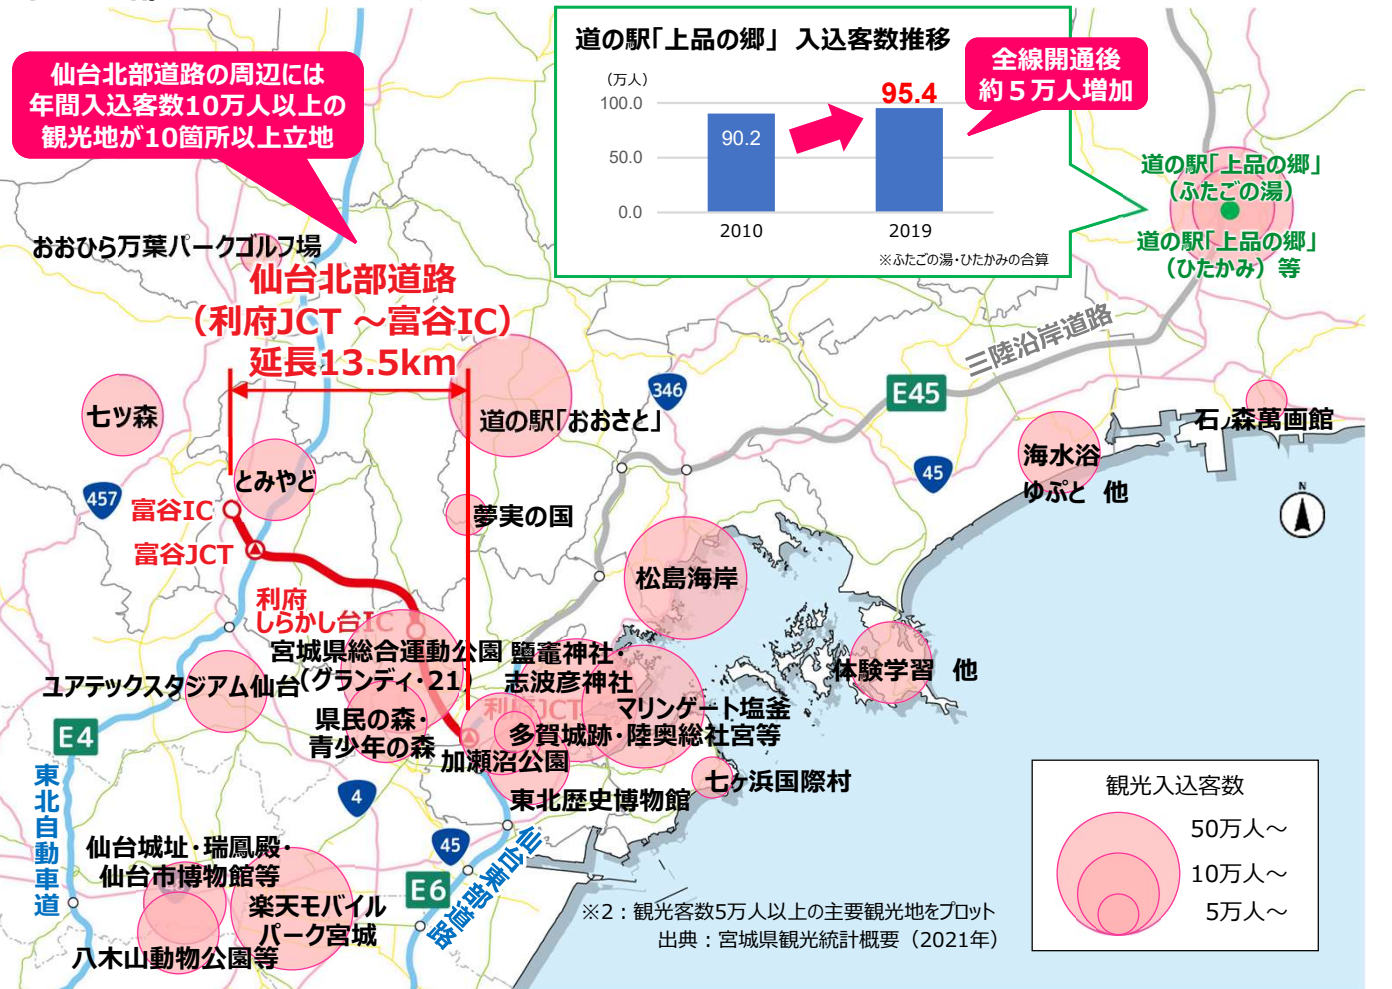 仙台北部道路の周辺には
年間入込客数10万人以上の
観光地が10箇所以上立地
道の駅「上品の郷」 入込客数推移
（万人）
100.0
50.0
0.0
90.2
95.4
2010
2019
※ふたごの湯・ひたかみの合算
全線開通後
約５万人増加
道の駅「上品の郷」
（ふたごの湯）
道の駅「上品の郷」
（ひたかみ）等
おおひら万葉パークゴルフ場
仙台北部道路
（利府JCT ～富谷IC）
延長13.5km
三陸沿岸道路
E45
346
45
七ツ森
道の駅「おおさと」
石ノ森萬画館
とみやど
海水浴
ゆぷと 他
457
富谷IC
夢実の国
N
富谷JCT
松島海岸
利府
しらかし台IC
宮城県総合運動公園
（グランディ・21）
鹽竈神社・
志波彦神社
体験学習 他
ユアテックスタジアム仙台
利府JCT
マリンゲート塩釜
県民の森・
青少年の森
多賀城跡・陸奥総社宮等
加瀬沼公園
七ヶ浜国際村
東北歴史博物館
E4
東北自動車道
4
45
仙台東部道路
E6
仙台城址・瑞鳳殿・
仙台市博物館等
楽天モバイル
パーク宮城
八木山動物公園等
観光入込客数
50万人～
10万人～
5万人～
※2：観光客数5万人以上の主要観光地をプロット
出典：宮城県観光統計概要（2021年）